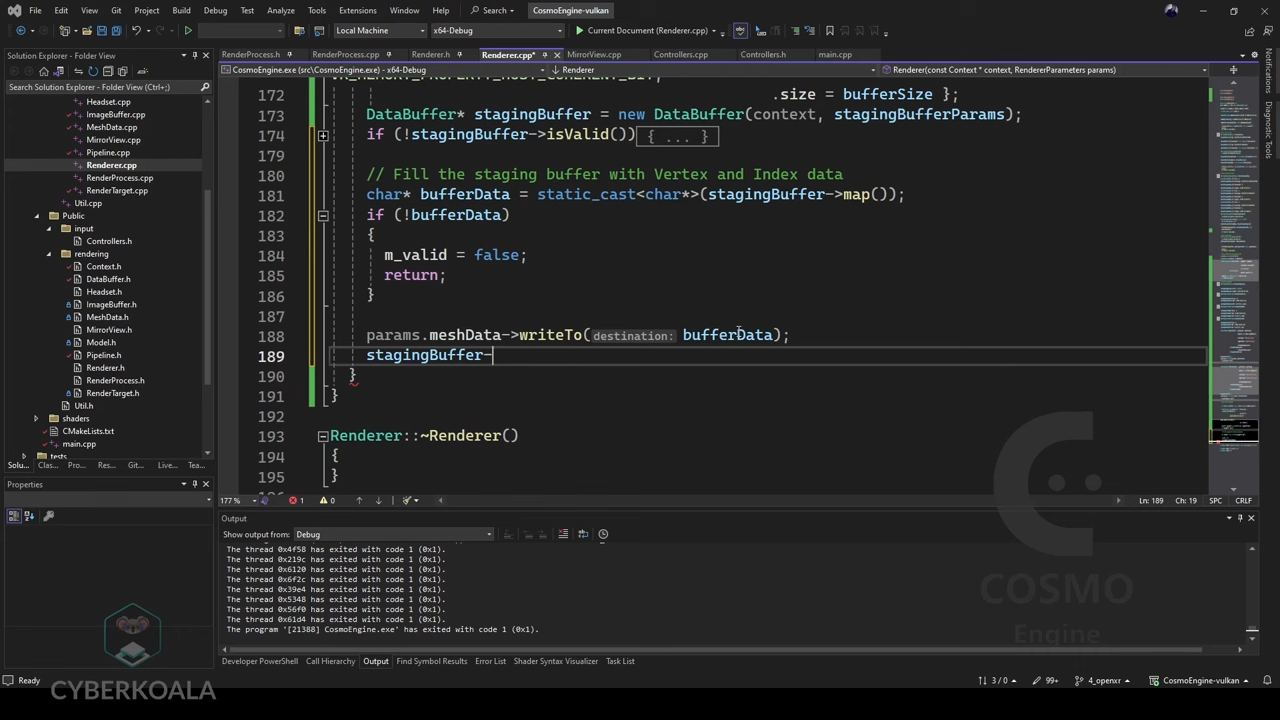 File Edit View Git Project Build Debug Test Analyze Tools Extensions Window Help Search CosmoEngine-vulkan
Local Machine x64-Debug Current Document (Renderer.cpp)
Solution Explorer - Folder View
RenderProcess.h RenderProcess.cpp Renderer.h Renderer.cpp* MirrorView.cpp Controllers.cpp Controllers.h main.cpp
CosmoEngine.exe (src\CosmoEngine.exe) - x64-Debug Renderer Renderer(const Context * context, RendererParameters params)
Search Solution Explorer - Folder View
Headset.cpp
ImageBuffer.cpp
MeshData.cpp
MirrorView.cpp
Pipeline.cpp
Renderer.cpp
RenderProcess.cpp
RenderTarget.cpp
Util.cpp
Public
input
Controllers.h
rendering
Context.h
DataBuffer.h
Headset.h
ImageBuffer.h
MeshData.h
MirrorView.h
Model.h
Pipeline.h
Renderer.h
RenderProcess.h
RenderTarget.h
Util.h
shaders
CMakeLists.txt
main.cpp
tests
Solu... Class... Pro... Res... Git... Live... Tea...
Properties
172 .size = bufferSize };
173 DataBuffer* stagingBuffer = new DataBuffer(context, stagingBufferParams);
174 if (!stagingBuffer->isValid()) { ... }
179
180 // Fill the staging buffer with Vertex and Index data
181 char* bufferData = static_cast<char*>(stagingBuffer->map());
182 if (!bufferData)
183 {
184 m_valid = false;
185 return;
186 }
187
188 params.meshData->writeTo(destination: bufferData);
189 stagingBuffer-
190 }
191 }
192
193 Renderer::~Renderer()
194 {
195 }
177 % 1 0 Ln: 189 Ch: 19 SPC CRLF
Output
Show output from: Debug
The thread 0x4f58 has exited with code 1 (0x1).
The thread 0x219c has exited with code 1 (0x1).
The thread 0x6120 has exited with code 1 (0x1).
The thread 0x6f2c has exited with code 1 (0x1).
The thread 0x39e4 has exited with code 1 (0x1).
The thread 0x5348 has exited with code 1 (0x1).
The thread 0x56f0 has exited with code 1 (0x1).
The thread 0x61d4 has exited with code 1 (0x1).
The program '[21388] CosmoEngine.exe' has exited with code 1 (0x1).
Developer PowerShell Call Hierarchy Output Find Symbol Results Shader Syntax Visualizer Error List Task List
Notifications
Diagnostic Tools
COSMO
Engine
Ready 3 / 0 99+ 4_openxr CosmoEngine-vulkan
CYBERKOALA